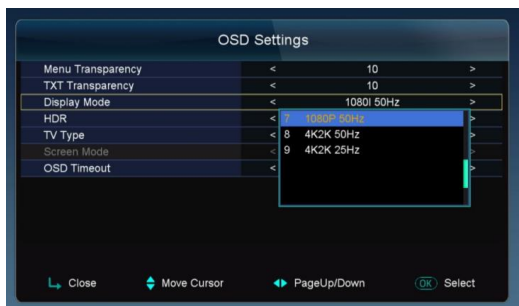 OSD Settings
Menu Transparency < 10 >
TXT Transparency < 10 >
Display Mode < 1080I 50Hz >
HDR < 7 1080P 50Hz >
TV Type < 8 4K2K 50Hz >
Screen Mode < 9 4K2K 25Hz >
OSD Timeout < >
Close Move Cursor PageUp/Down OK Select